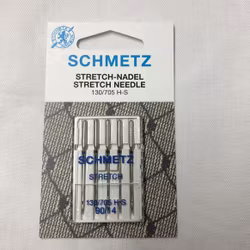 SCHMETZ
STRETCH-NADEL
STRETCH NEEDLE
130/705 H-S
SCHMETZ
STRETCH
130/705 H-S
90/14